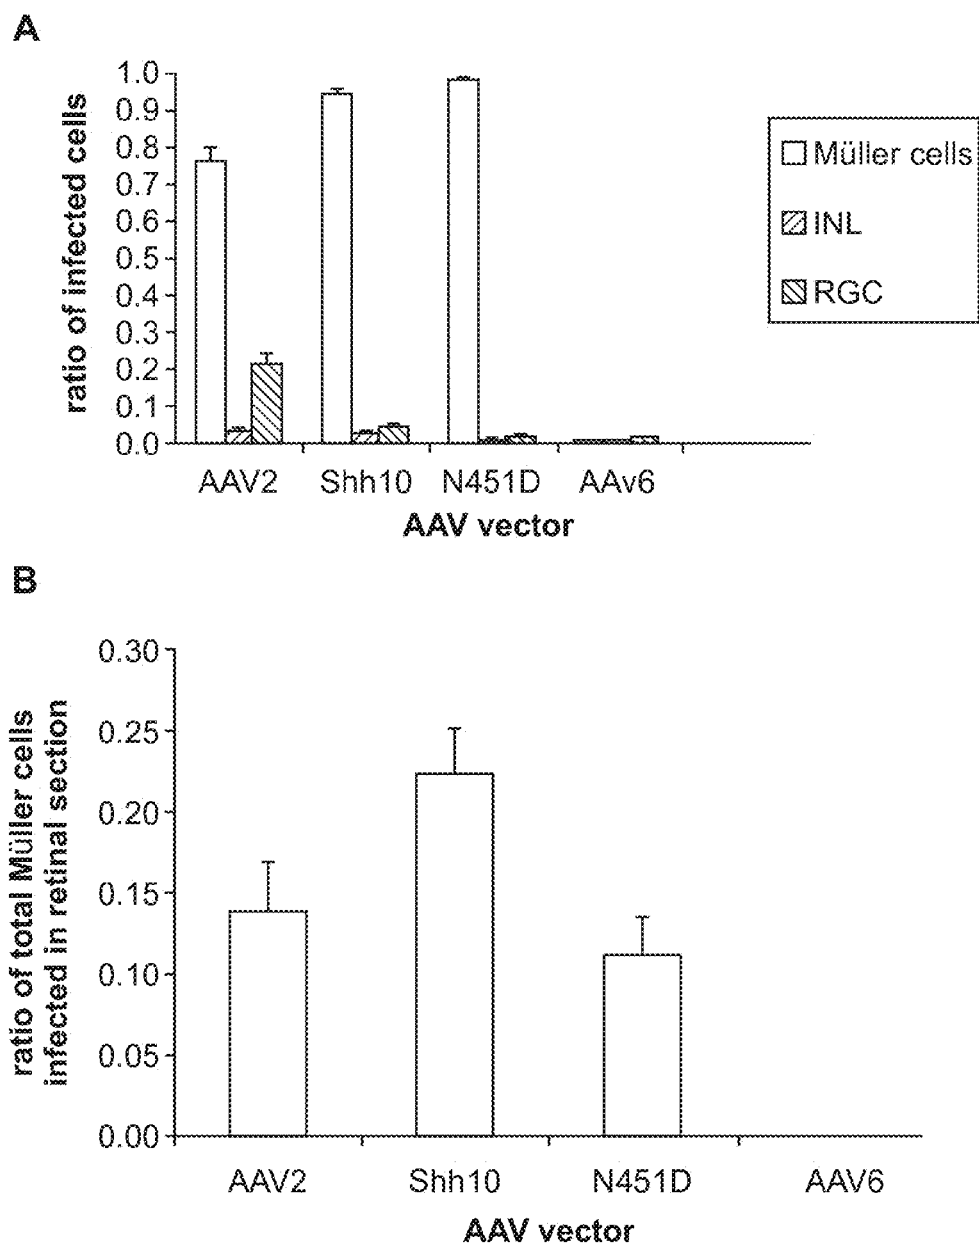 A
ratio of infected cells
1.0
0.9
0.8
0.7
0.6
0.5
0.4
0.3
0.2
0.1
0.0
AAV2 Shh10 N451D AAv6
AAV vector
Müller cells
INL
RGC
B
ratio of total Müller cells
infected in retinal section
0.30
0.25
0.20
0.15
0.10
0.05
0.00
AAV2 Shh10 N451D AAV6
AAV vector